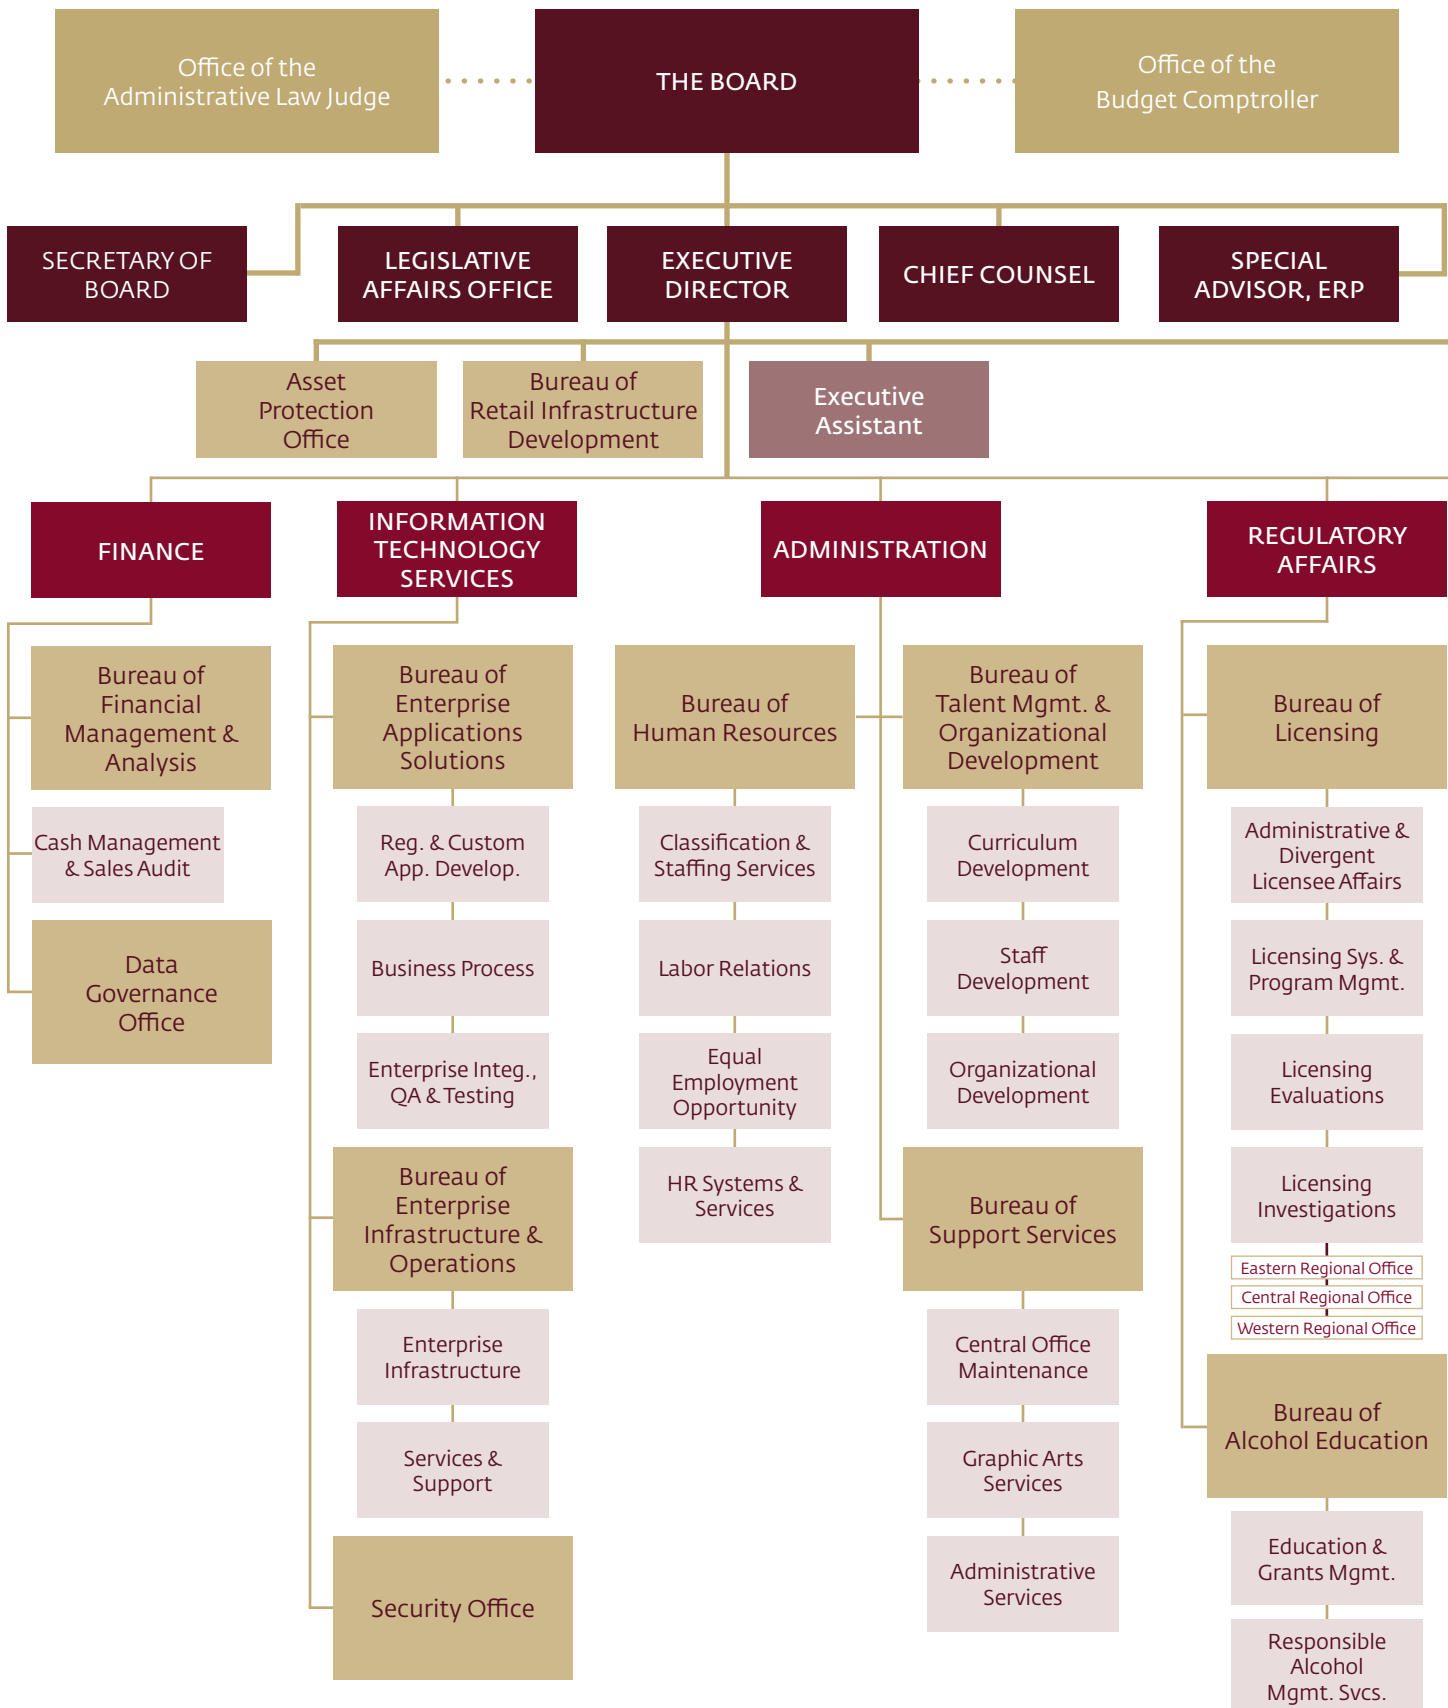 Office of the
Administrative Law Judge
THE BOARD
Office of the
Budget Comptroller
SECRETARY OF
BOARD
LEGISLATIVE
AFFAIRS OFFICE
EXECUTIVE
DIRECTOR
CHIEF COUNSEL
SPECIAL
ADVISOR, ERP
Asset
Protection
Office
Bureau of
Retail Infrastructure
Development
Executive
Assistant
FINANCE
INFORMATION
TECHNOLOGY
SERVICES
ADMINISTRATION
REGULATORY
AFFAIRS
Bureau of
Financial
Management &
Analysis
Cash Management
& Sales Audit
Data
Governance
Office
Bureau of
Enterprise
Applications
Solutions
Reg. & Custom
App. Develop.
Business Process
Enterprise Integ.,
QA & Testing
Bureau of
Enterprise
Infrastructure &
Operations
Enterprise
Infrastructure
Services &
Support
Security Office
Bureau of
Human Resources
Classification &
Staffing Services
Labor Relations
Equal
Employment
Opportunity
HR Systems &
Services
Bureau of
Talent Mgmt. &
Organizational
Development
Curriculum
Development
Staff
Development
Organizational
Development
Bureau of
Support Services
Central Office
Maintenance
Graphic Arts
Services
Administrative
Services
Bureau of
Licensing
Administrative &
Divergent
Licensee Affairs
Licensing Sys. &
Program Mgmt.
Licensing
Evaluations
Licensing
Investigations
Eastern Regional Office
Central Regional Office
Western Regional Office
Bureau of
Alcohol Education
Education &
Grants Mgmt.
Responsible
Alcohol
Mgmt. Svcs.